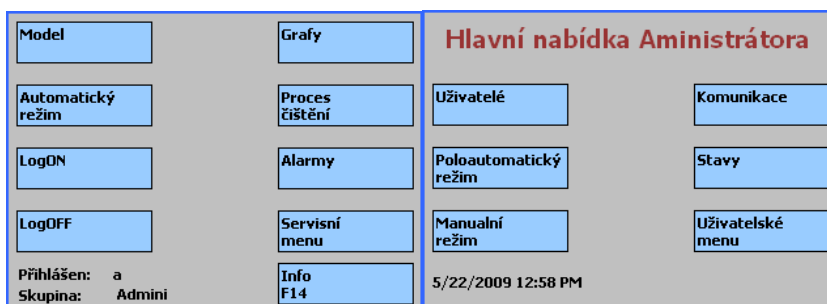 Model
Grafy
Automatický
režim
Proces
čištění
LogON
Alarmy
LogOFF
Servisní
menu
Přihlášen: a
Skupina: Admini
Info
F14
Hlavní nabídka Aministrátora
Uživatelé
Komunikace
Poloautomatický
režim
Stavy
Manualní
režim
Uživatelské
menu
5/22/2009 12:58 PM